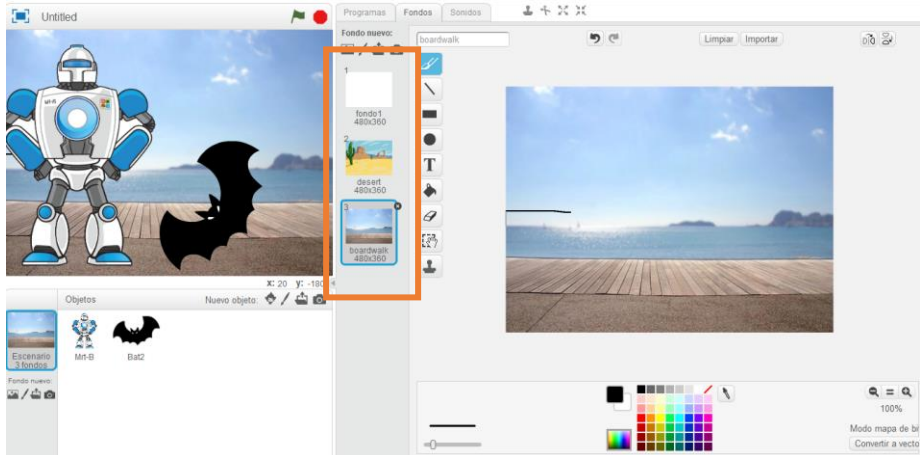 Untitled
Programas Fondos Sonidos
Fondo nuevo:
boardwalk
Limpiar Importar
1
fondo1
480x360
2
desert
480x360
3
boardwalk
480x360
T
x: 20 y: -180
Objetos
Nuevo objeto:
Escenario
3 fondos
Mrt-B
Bat2
Fondo nuevo:
100%
Modo mapa de bi
Convertir a vecto